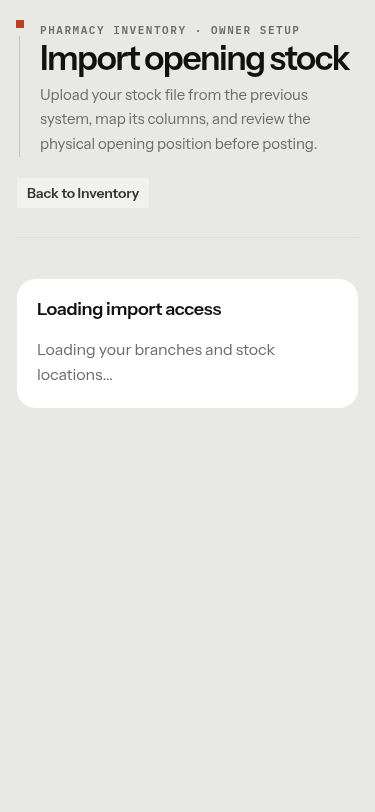 PHARMACY INVENTORY · OWNER SETUP
Import opening stock
Upload your stock file from the previous
system, map its columns, and review the
physical opening position before posting.
Back to Inventory
Loading import access
Loading your branches and stock
locations…